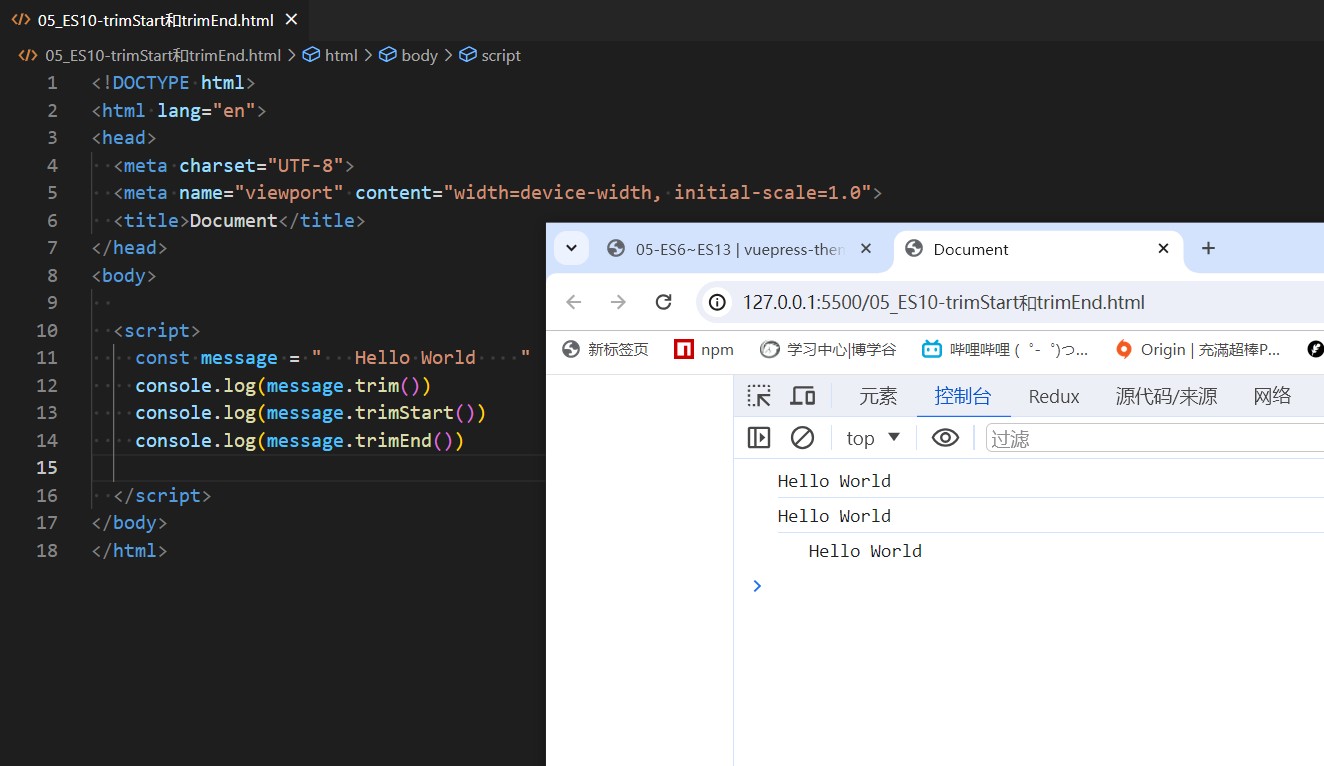 05_ES10-trimStart和trimEnd.html
05_ES10-trimStart和trimEnd.html > html > body > script
1 <!DOCTYPE html>
2 <html lang="en">
3 <head>
4   <meta charset="UTF-8">
5   <meta name="viewport" content="width=device-width, initial-scale=1.0">
6   <title>Document</title>
7 </head>
8 <body>
9
10   <script>
11     const message = "   Hello World    "
12     console.log(message.trim())
13     console.log(message.trimStart())
14     console.log(message.trimEnd())
15
16   </script>
17 </body>
18 </html>
05-ES6~ES13 | vuepress-them Document
127.0.0.1:5500/05_ES10-trimStart和trimEnd.html
新标签页 npm 学习中心|博学谷 哔哩哔哩 (゜-゜)つ... Origin | 充滿超棒P...
元素 控制台 Redux 源代码/来源 网络
top 过滤
Hello World
Hello World
   Hello World